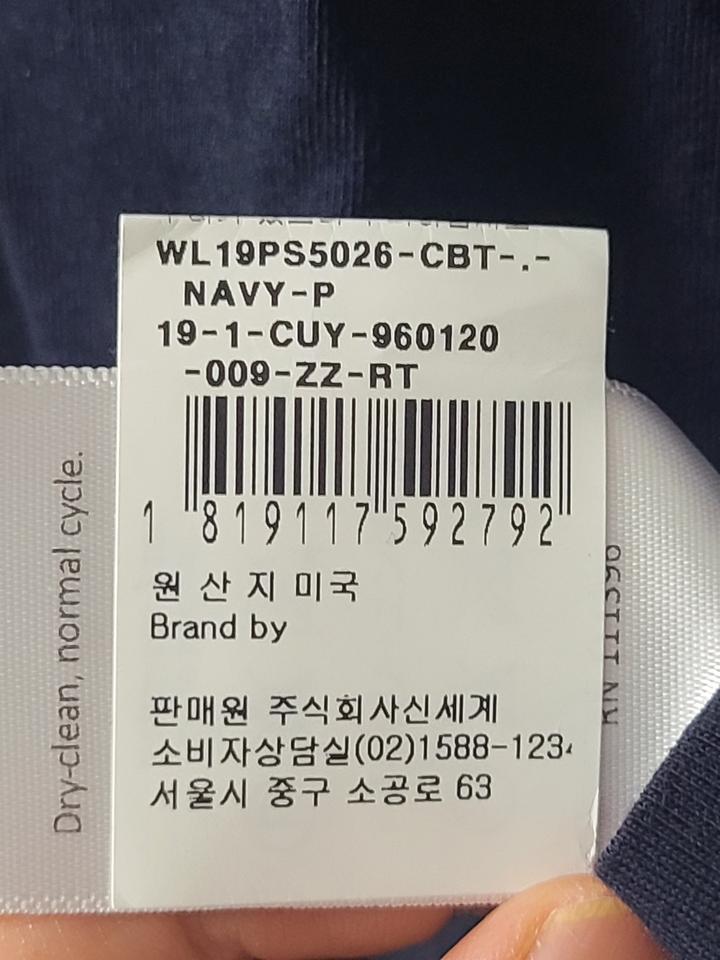 WL19PS5026-CBT-.-
NAVY-P
19-1-CUY-960120
-009-ZZ-RT
1 819117 592792
원 산 지 미국
Brand by
판매원 주식회사신세계
소비자상담실(02)1588-123
서울시 중구 소공로 63
Dry-clean, normal cycle.